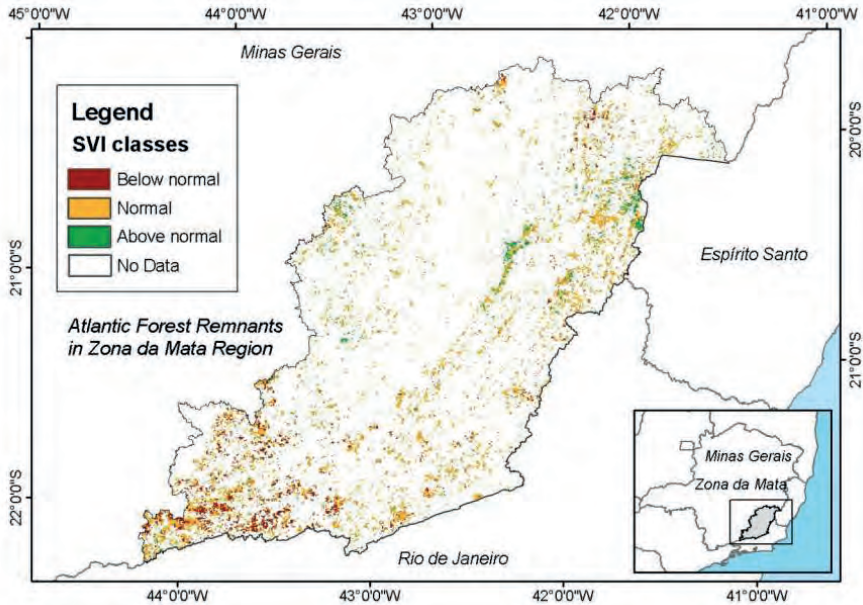 45°0'0"W 44°0'0"W 43°0'0"W 42°0'0"W 41°0'0"W
Minas Gerais
Legend
SVI classes
Below normal
Normal
Above normal
No Data
20°0'0"S
21°0'0"S
Espírito Santo
Atlantic Forest Remnants
in Zona da Mata Region
21°0'0"S
Minas Gerais
Zona da Mata
22°0'0"S
22°0'0"S
Rio de Janeiro
44°0'0"W 43°0'0"W 42°0'0"W 41°0'0"W